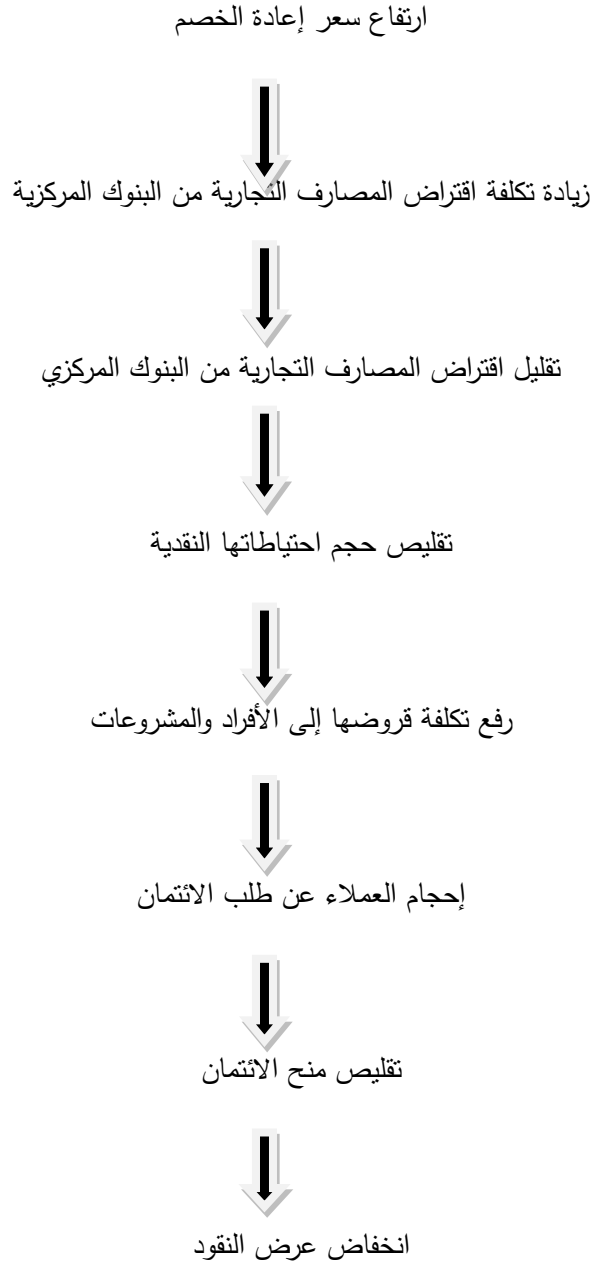 ارتفاع سعر إعادة الخصم
زيادة تكلفة اقتراض المصارف التجارية من البنوك المركزية
تقليل اقتراض المصارف التجارية من البنوك المركزي
تقليص حجم احتياطاتها النقدية
رفع تكلفة قروضها إلى الأفراد والمشروعات
إحجام العملاء عن طلب الائتمان
تقليص منح الائتمان
انخفاض عرض النقود